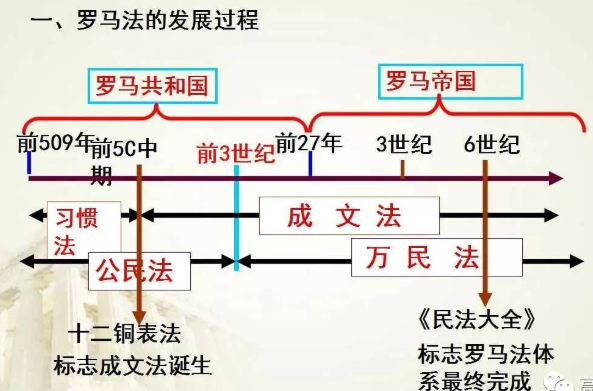 一、罗马法的发展过程
罗马共和国
罗马帝国
前509年
前5C中
期
前3世纪
前27年
3世纪
6世纪
习惯
法
成 文 法
公民法
万 民 法
十二铜表法
标志成文法诞生
《民法大全》
标志罗马法体
系最终完成
高